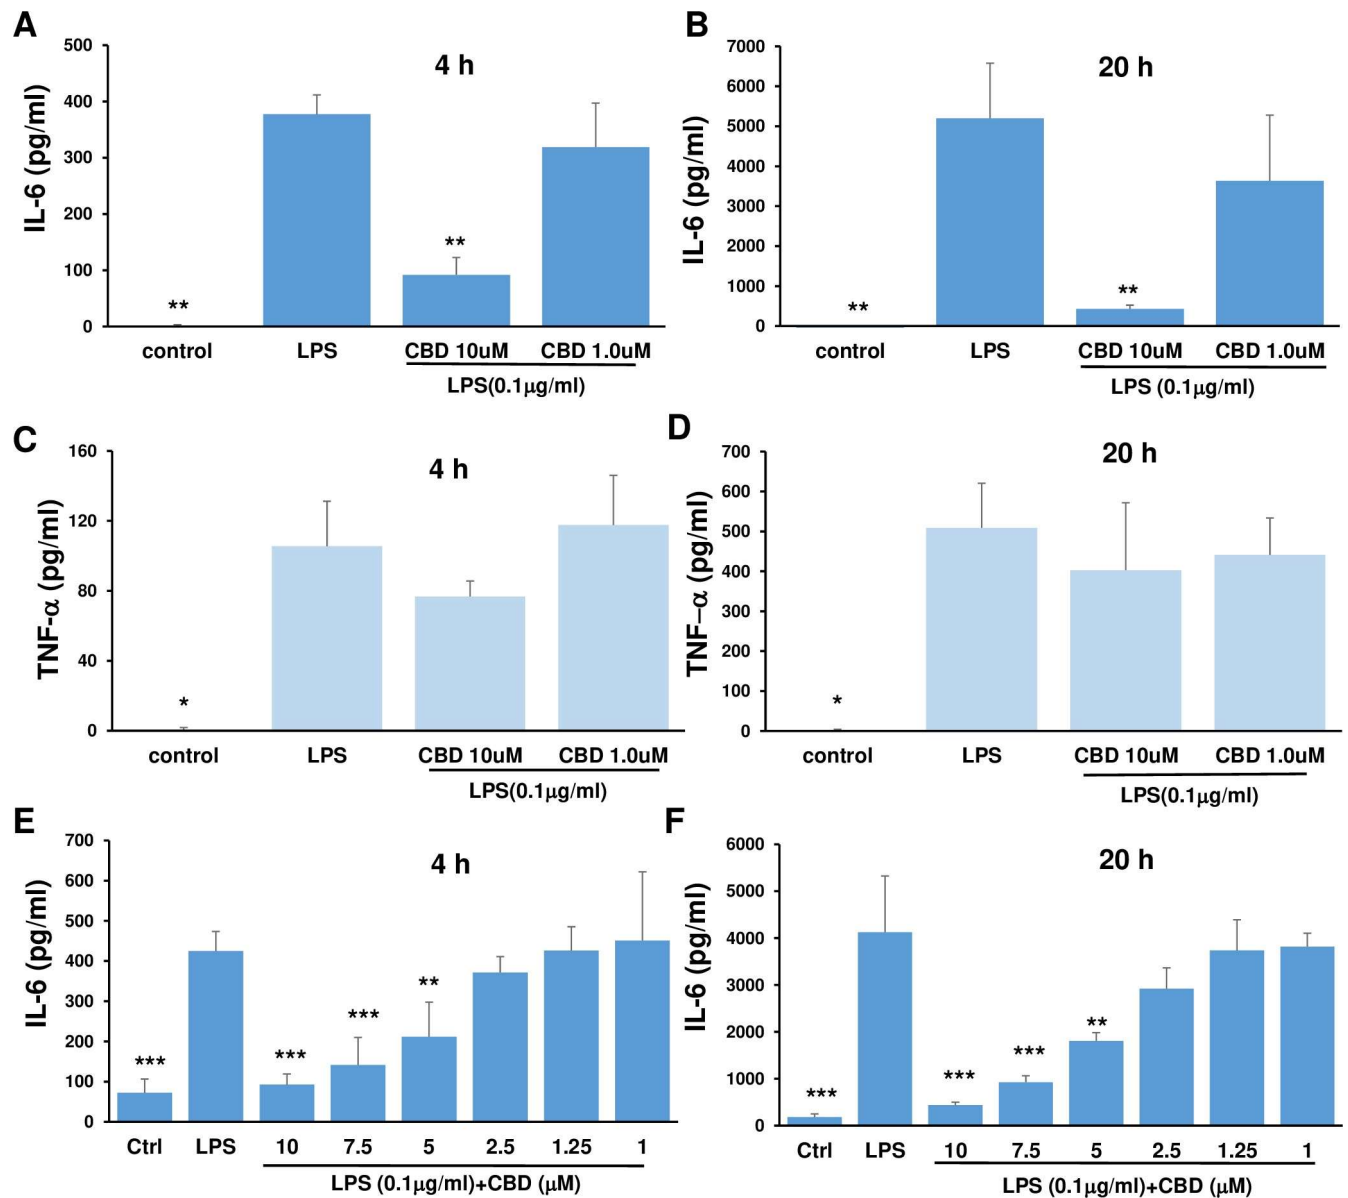 A
4 h
IL-6 (pg/ml)
500
400
300
200
100
0
**
**
control
LPS
CBD 10uM
CBD 1.0uM
LPS(0.1μg/ml)
B
20 h
IL-6 (pg/ml)
7000
6000
5000
4000
3000
2000
1000
0
**
**
control
LPS
CBD 10uM
CBD 1.0uM
LPS (0.1μg/ml)
C
4 h
TNF-α (pg/ml)
160
120
80
40
0
*
control
LPS
CBD 10uM
CBD 1.0uM
LPS(0.1μg/ml)
D
20 h
TNF–α (pg/ml)
700
600
500
400
300
200
100
0
*
control
LPS
CBD 10uM
CBD 1.0uM
LPS(0.1μg/ml)
E
4 h
IL-6 (pg/ml)
700
600
500
400
300
200
100
0
***
***
***
**
Ctrl
LPS
10
7.5
5
2.5
1.25
1
LPS (0.1μg/ml)+CBD (μM)
F
20 h
IL-6 (pg/ml)
6000
5000
4000
3000
2000
1000
0
***
***
***
**
Ctrl
LPS
10
7.5
5
2.5
1.25
1
LPS (0.1μg/ml)+CBD (μM)